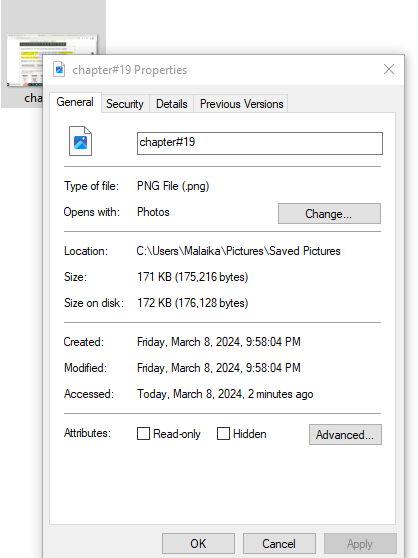 cha
chapter#19 Properties
General Security Details Previous Versions
chapter#19
Type of file: PNG File (.png)
Opens with: Photos Change...
Location: C:\Users\Malaika\Pictures\Saved Pictures
Size: 171 KB (175,216 bytes)
Size on disk: 172 KB (176,128 bytes)
Created: Friday, March 8, 2024, 9:58:04 PM
Modified: Friday, March 8, 2024, 9:58:04 PM
Accessed: Today, March 8, 2024, 2 minutes ago
Attributes: Read-only Hidden Advanced...
OK Cancel Apply